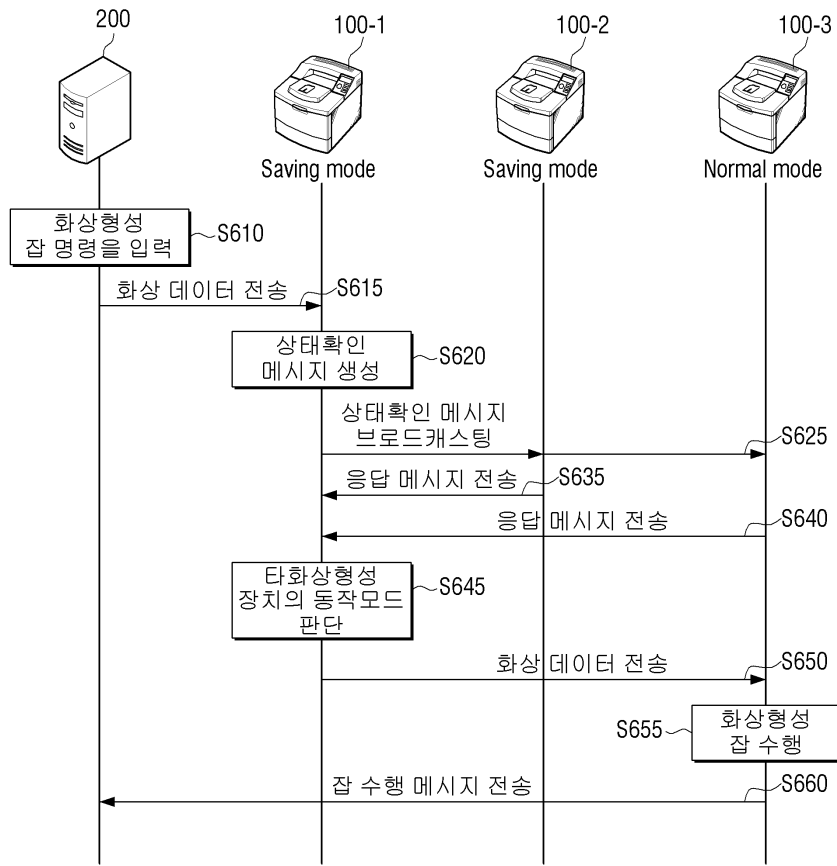 200
100-1
100-2
100-3
Saving mode
Saving mode
Normal mode
화상형성
잡 명령을 입력
S610
화상 데이터 전송
S615
상태확인
메시지 생성
S620
상태확인 메시지
브로드캐스팅
S625
응답 메시지 전송
S635
응답 메시지 전송
S640
타화상형성
장치의 동작모드
판단
S645
화상 데이터 전송
S650
S655
화상형성
잡 수행
잡 수행 메시지 전송
S660